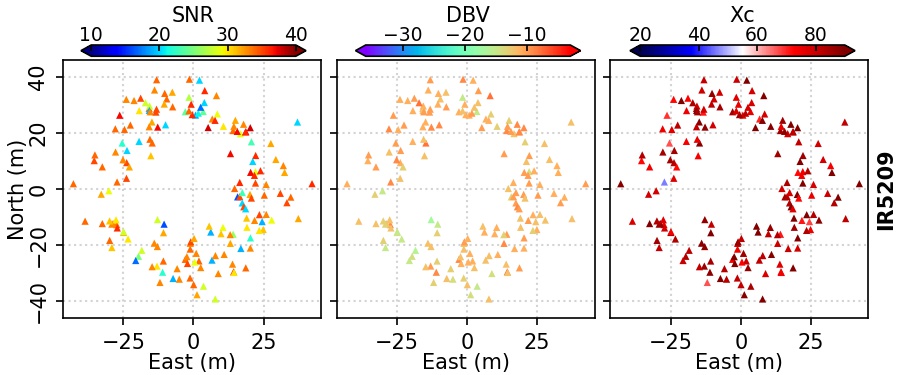 SNR DBV Xc
10 20 30 40 −30 −20 −10 20 40 60 80
40
20
0
−20
−40
North (m)
−25 0 25 −25 0 25 −25 0 25
East (m) East (m) East (m)
IR5209